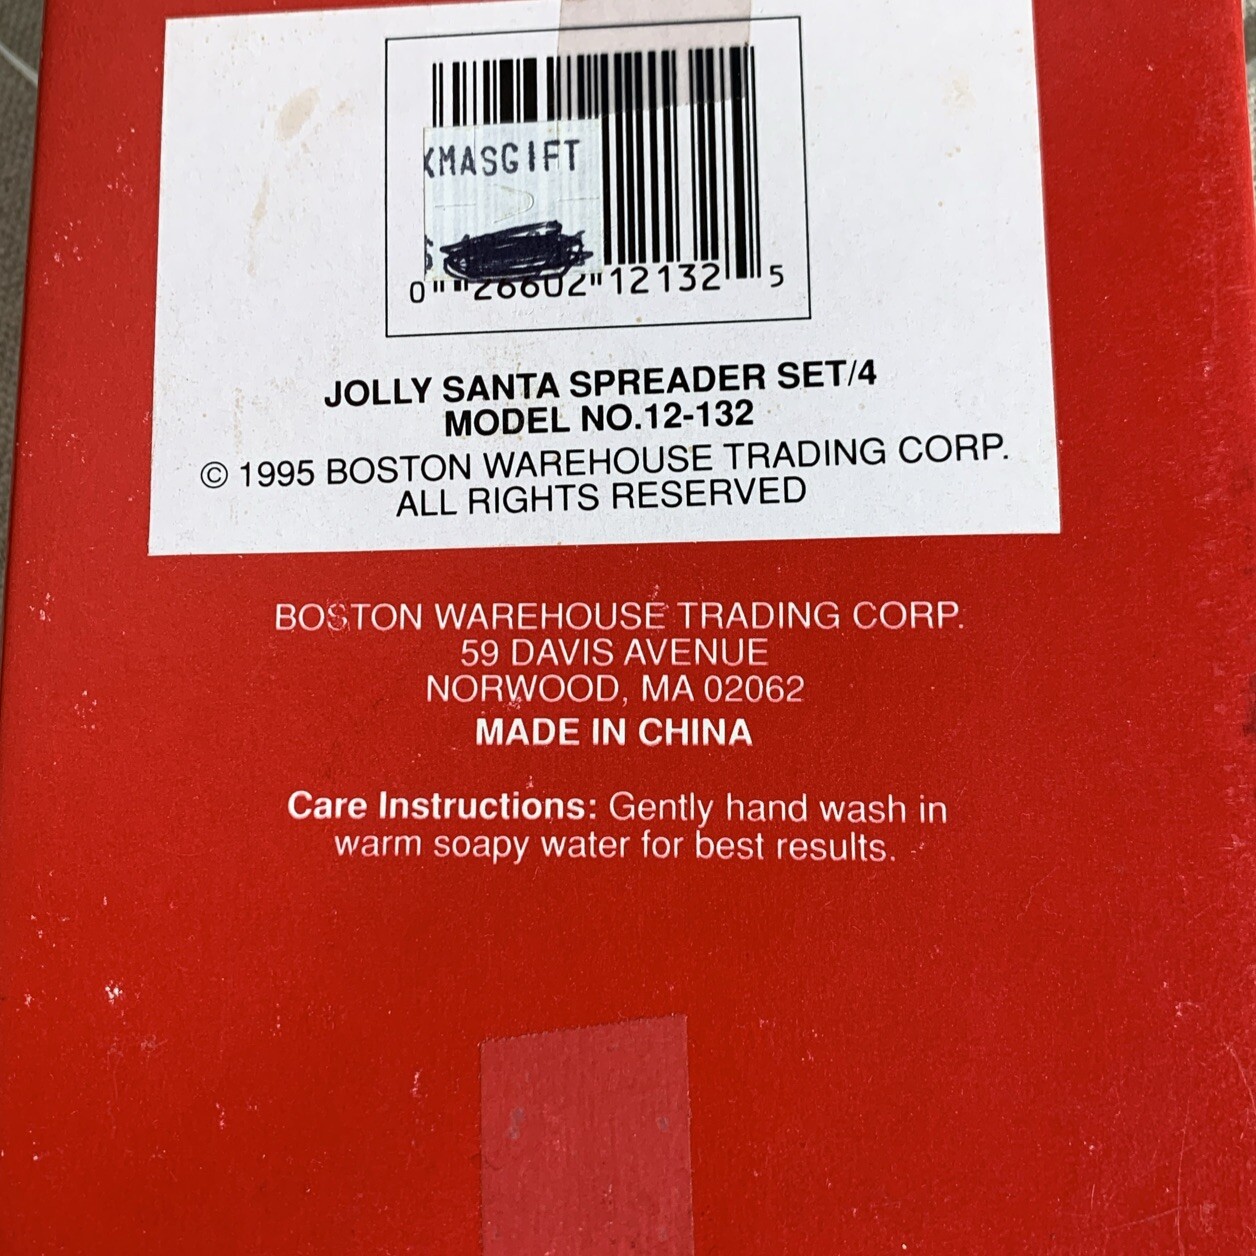 XMASGIFT
$
0 26602 12132 5
JOLLY SANTA SPREADER SET/4
MODEL NO.12-132
© 1995 BOSTON WAREHOUSE TRADING CORP.
ALL RIGHTS RESERVED
BOSTON WAREHOUSE TRADING CORP.
59 DAVIS AVENUE
NORWOOD, MA 02062
MADE IN CHINA
Care Instructions: Gently hand wash in
warm soapy water for best results.